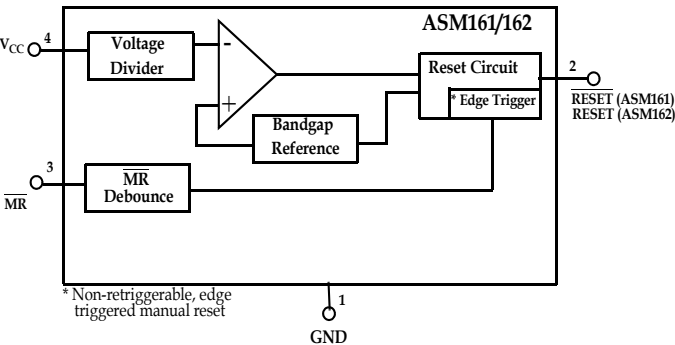 ASM161/162
VCC
4
Voltage
Divider
-
+
Bandgap
Reference
Reset Circuit
* Edge Trigger
2
RESET (ASM161)
RESET (ASM162)
3
MR
MR
Debounce
* Non-retriggerable, edge
triggered manual reset
1
GND